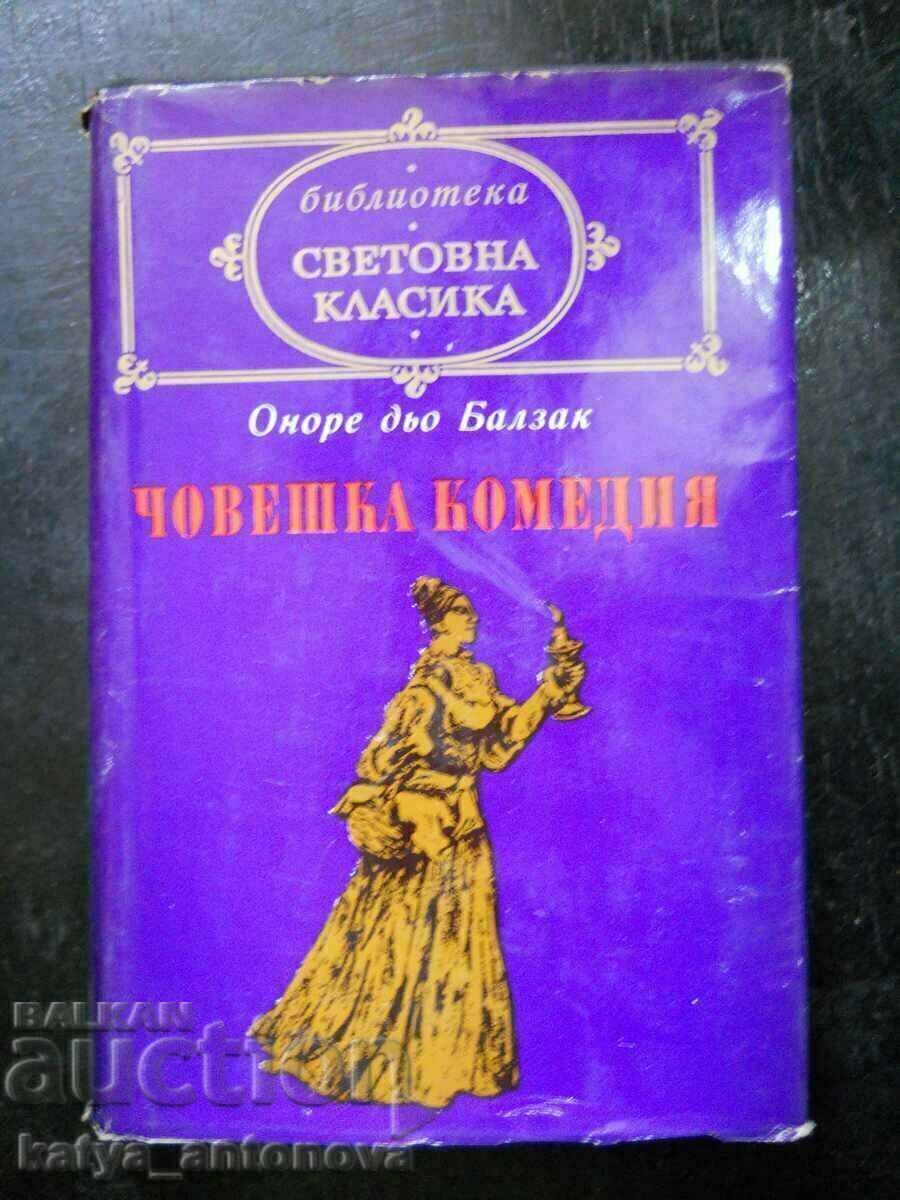 библиотека
СВЕТОВНА
КЛАСИКА
Оноре дьо Балзак
ЧОВЕШКА КОМЕДИЯ
BALKAN
auction
katya_antonova